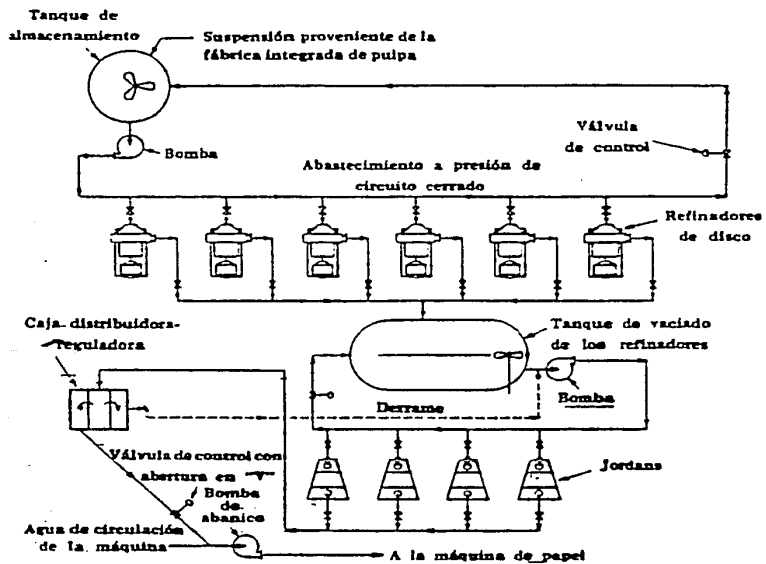 Tanque de
almacenamiento
Suspensión proveniente de la
fábrica integrada de pulpa
Bomba
Válvula
de control
Abastecimiento a presión de
circuito cerrado
Refinadores
de disco
Caja distribuidora-
reguladora
Tanque de vaciado
de los refinadores
Bomba
Derrame
Válvula de control con
abertura en V
Jordans
Bomba
de
abanico
Agua de circulación
de la máquina
A la máquina de papel